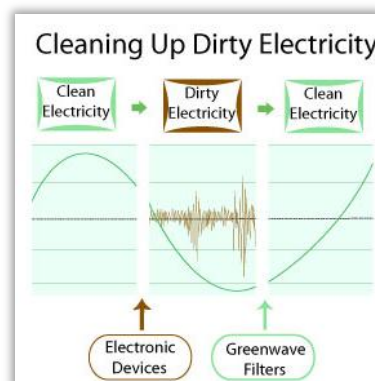 Cleaning Up Dirty Electricity
Clean
Electricity
Dirty
Electricity
Clean
Electricity
Electronic
Devices
Greenwave
Filters